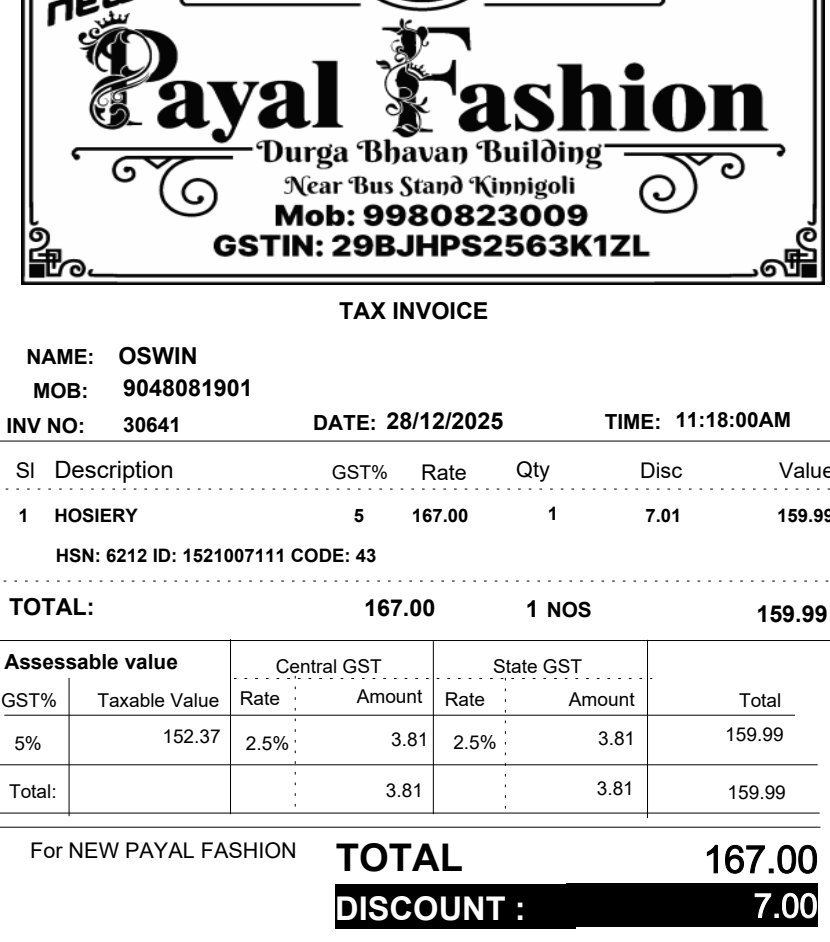 new
Payal Fashion
Durga Bhavan Building
Near Bus Stand Kinnigoli
Mob: 9980823009
GSTIN: 29BJHPS2563K1ZL
TAX INVOICE
NAME: OSWIN
MOB: 9048081901
INV NO: 30641 DATE: 28/12/2025 TIME: 11:18:00AM
Sl Description GST% Rate Qty Disc Value
1 HOSIERY 5 167.00 1 7.01 159.99
HSN: 6212 ID: 1521007111 CODE: 43
TOTAL: 167.00 1 NOS 159.99
Assessable value Central GST State GST
GST% Taxable Value Rate Amount Rate Amount Total
5% 152.37 2.5% 3.81 2.5% 3.81 159.99
Total: 3.81 3.81 159.99
For NEW PAYAL FASHION TOTAL 167.00
DISCOUNT : 7.00